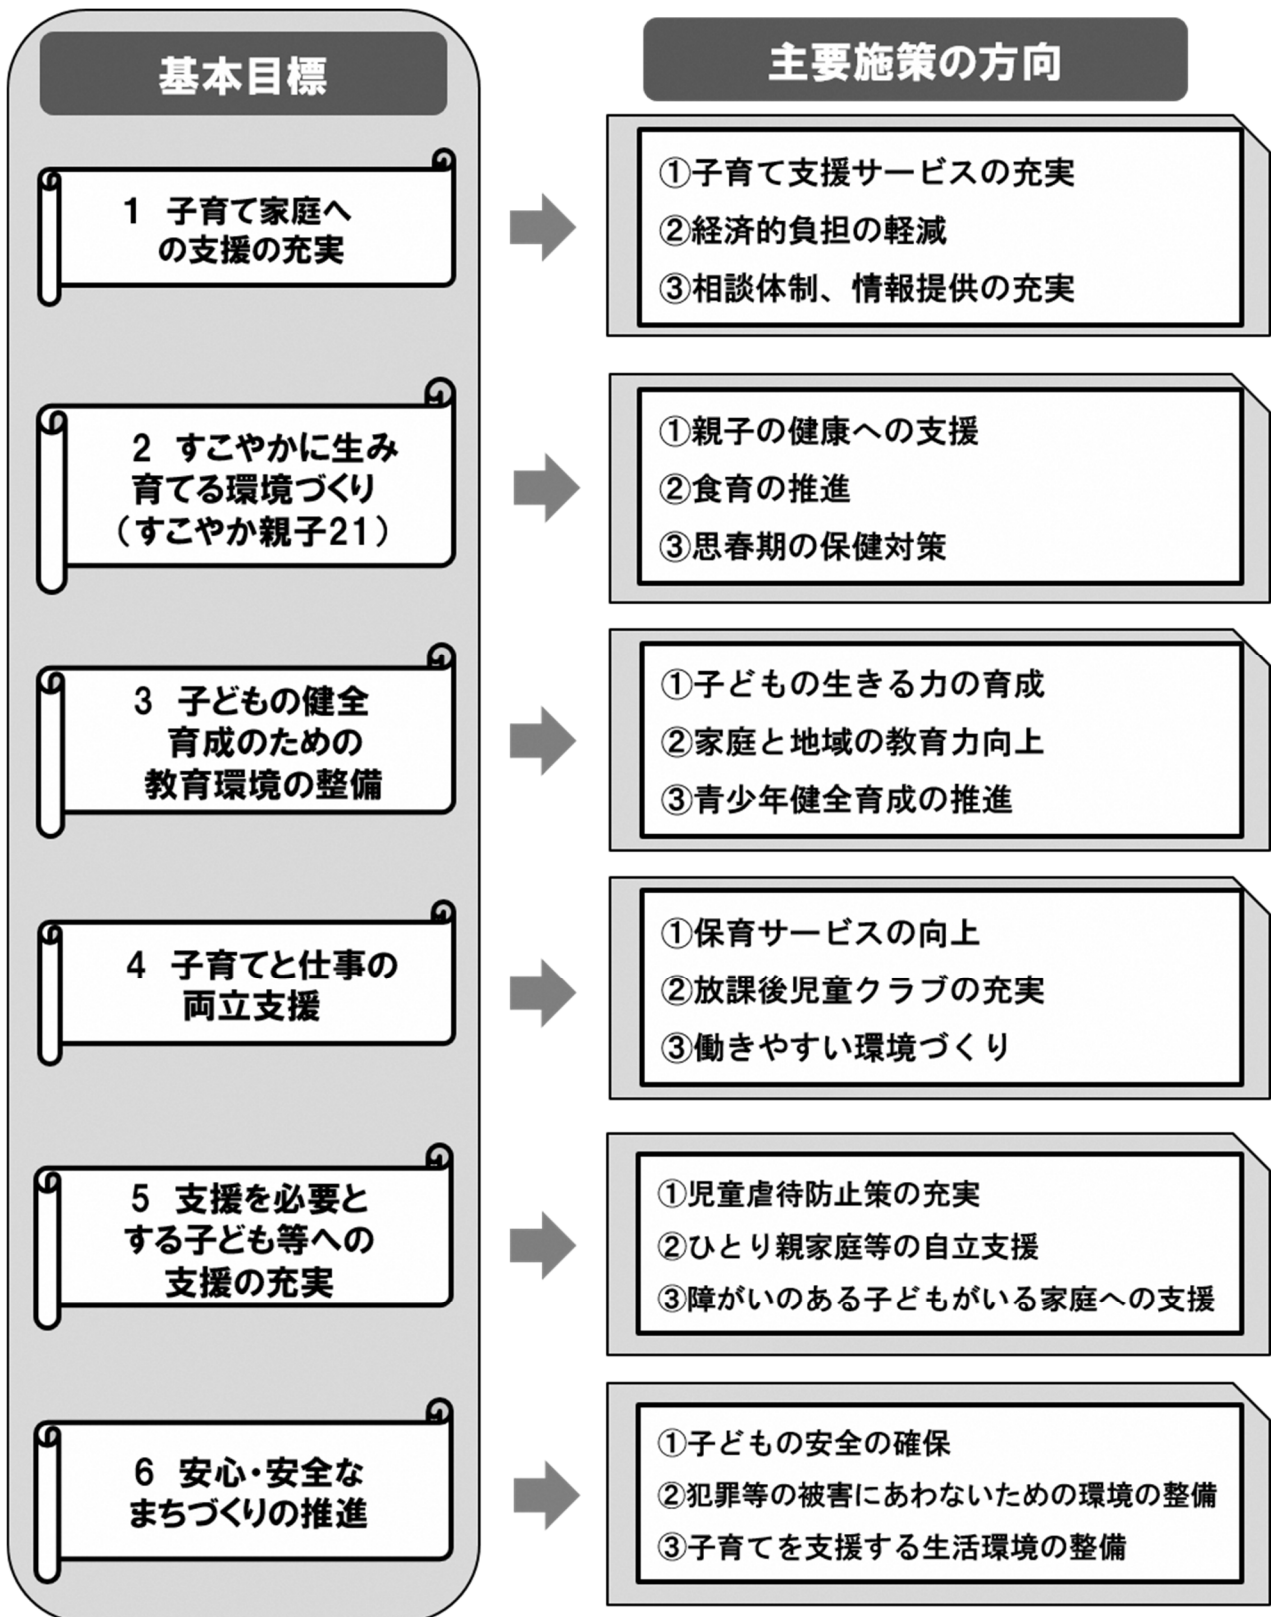 基本目標
主要施策の方向
1 子育て家庭へ
の支援の充実
①子育て支援サービスの充実
②経済的負担の軽減
③相談体制、情報提供の充実
2 すこやかに生み
育てる環境づくり
（すこやか親子21）
①親子の健康への支援
②食育の推進
③思春期の保健対策
3 子どもの健全
育成のための
教育環境の整備
①子どもの生きる力の育成
②家庭と地域の教育力向上
③青少年健全育成の推進
4 子育てと仕事の
両立支援
①保育サービスの向上
②放課後児童クラブの充実
③働きやすい環境づくり
5 支援を必要と
する子ども等への
支援の充実
①児童虐待防止策の充実
②ひとり親家庭等の自立支援
③障がいのある子どもがいる家庭への支援
6 安心・安全な
まちづくりの推進
①子どもの安全の確保
②犯罪等の被害にあわないための環境の整備
③子育てを支援する生活環境の整備